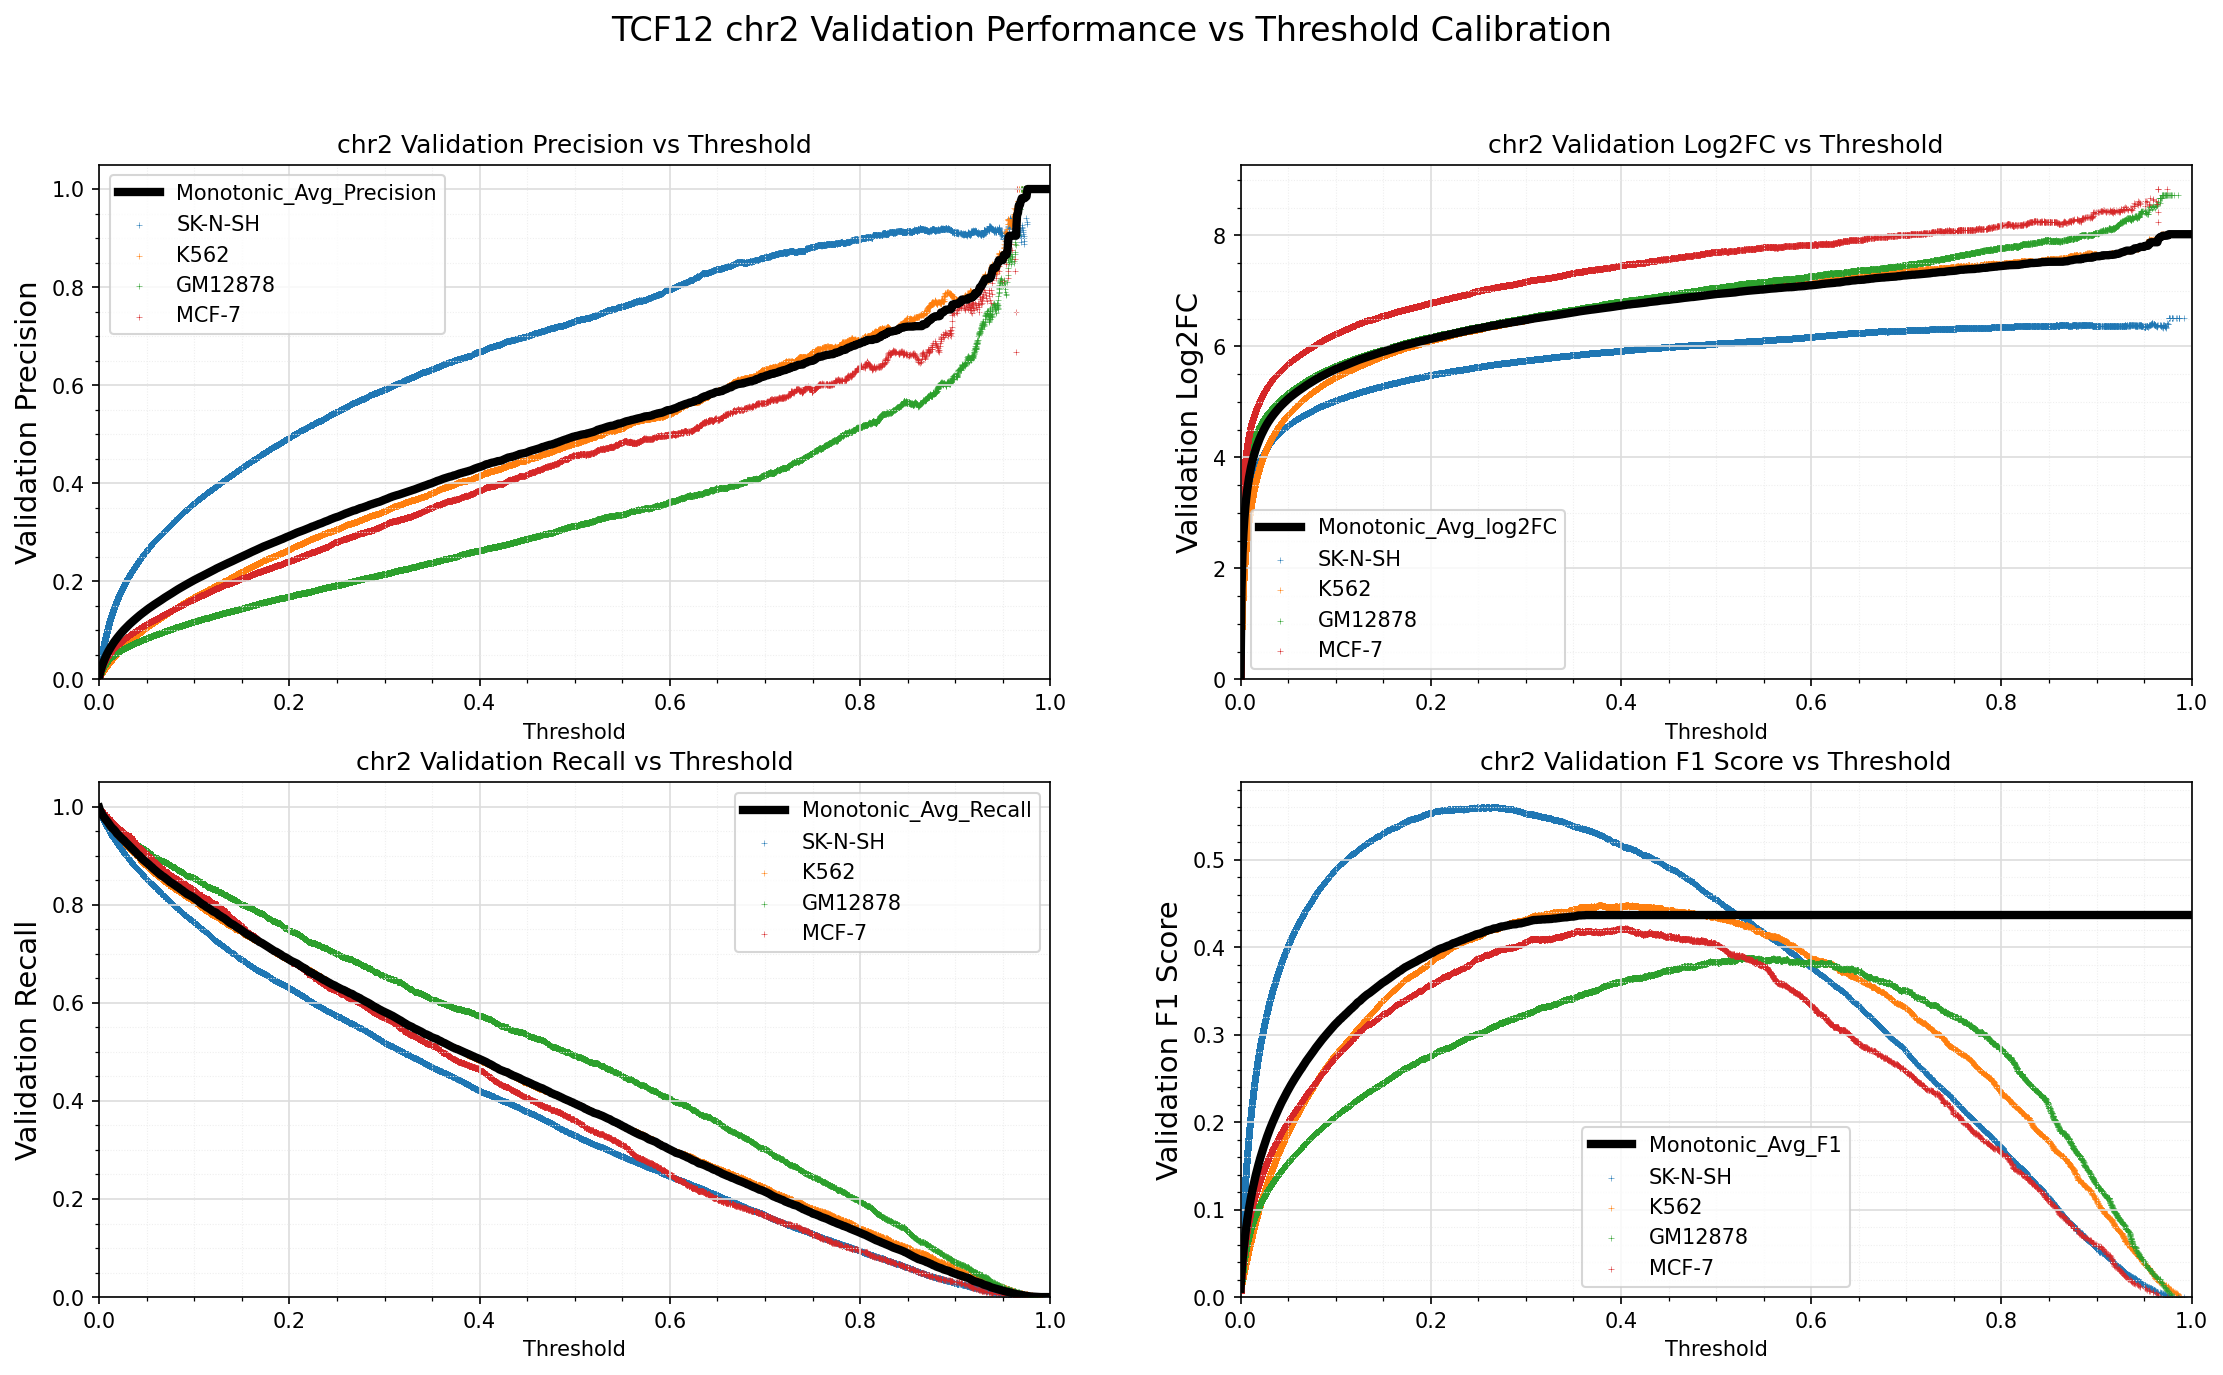 TCF12 chr2 Validation Performance vs Threshold Calibration
chr2 Validation Precision vs Threshold
Validation Precision
1.0
0.8
0.6
0.4
0.2
0.0
Monotonic_Avg_Precision
SK-N-SH
K562
GM12878
MCF-7
0.0 0.2 0.4 0.6 0.8 1.0
Threshold
chr2 Validation Log2FC vs Threshold
Validation Log2FC
8
6
4
2
0
Monotonic_Avg_log2FC
SK-N-SH
K562
GM12878
MCF-7
0.0 0.2 0.4 0.6 0.8 1.0
Threshold
chr2 Validation Recall vs Threshold
Validation Recall
1.0
0.8
0.6
0.4
0.2
0.0
Monotonic_Avg_Recall
SK-N-SH
K562
GM12878
MCF-7
0.0 0.2 0.4 0.6 0.8 1.0
Threshold
chr2 Validation F1 Score vs Threshold
Validation F1 Score
0.5
0.4
0.3
0.2
0.1
0.0
Monotonic_Avg_F1
SK-N-SH
K562
GM12878
MCF-7
0.0 0.2 0.4 0.6 0.8 1.0
Threshold